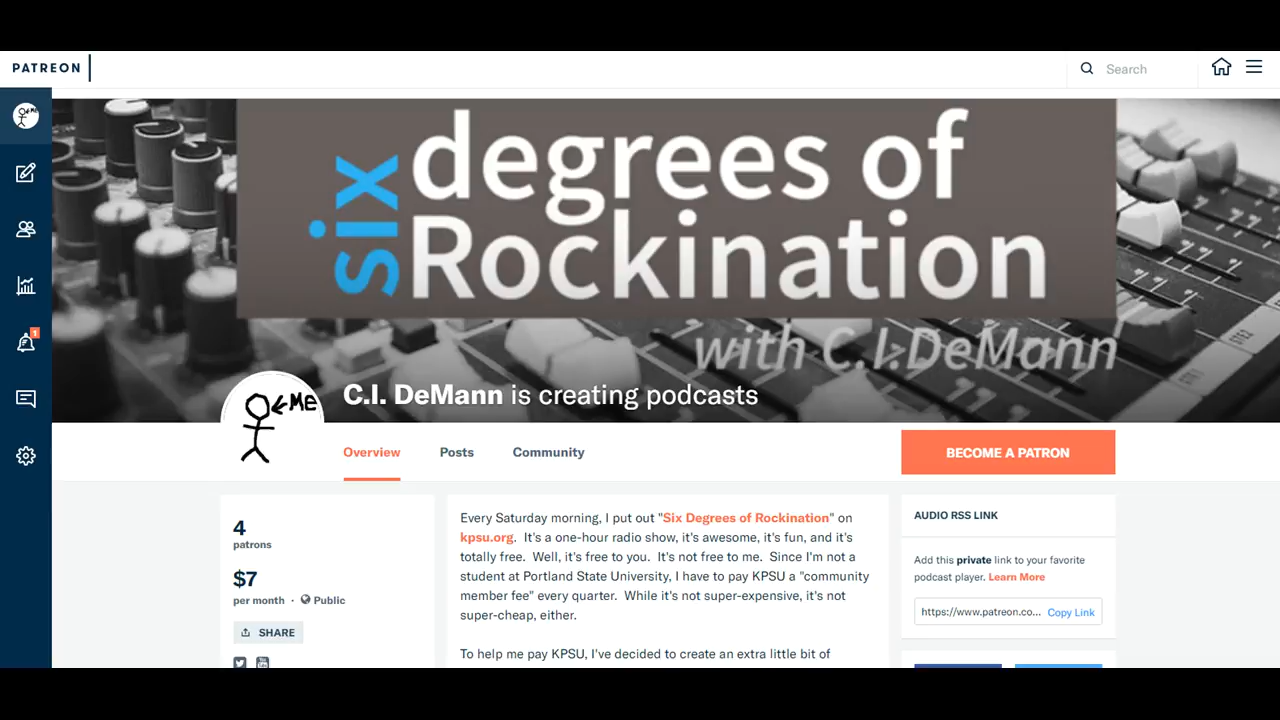 PATREON
Search
six
degrees of
Rockination
with C.I.DeMann
←ME
C.I. DeMann is creating podcasts
Overview
Posts
Community
BECOME A PATRON
4
patrons
$7
per month · Public
SHARE
Every Saturday morning, I put out "Six Degrees of Rockination" on
kpsu.org. It's a one-hour radio show, it's awesome, it's fun, and it's
totally free. Well, it's free to you. It's not free to me. Since I'm not a
student at Portland State University, I have to pay KPSU a "community
member fee" every quarter. While it's not super-expensive, it's not
super-cheap, either.
To help me pay KPSU, I've decided to create an extra little bit of
AUDIO RSS LINK
Add this private link to your favorite
podcast player. Learn More
https://www.patreon.co... Copy Link
1